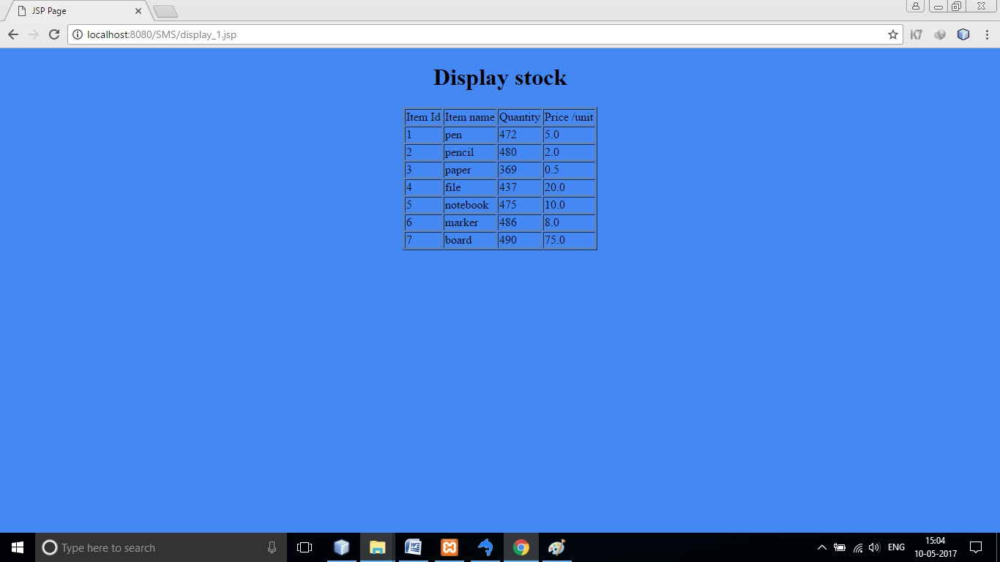 JSP Page
localhost:8080/SMS/display_1.jsp
K7
Display stock
Item Id Item name Quantity Price /unit
1 pen 472 5.0
2 pencil 480 2.0
3 paper 369 0.5
4 file 437 20.0
5 notebook 475 10.0
6 marker 486 8.0
7 board 490 75.0
Type here to search
ENG
15:04
10-05-2017